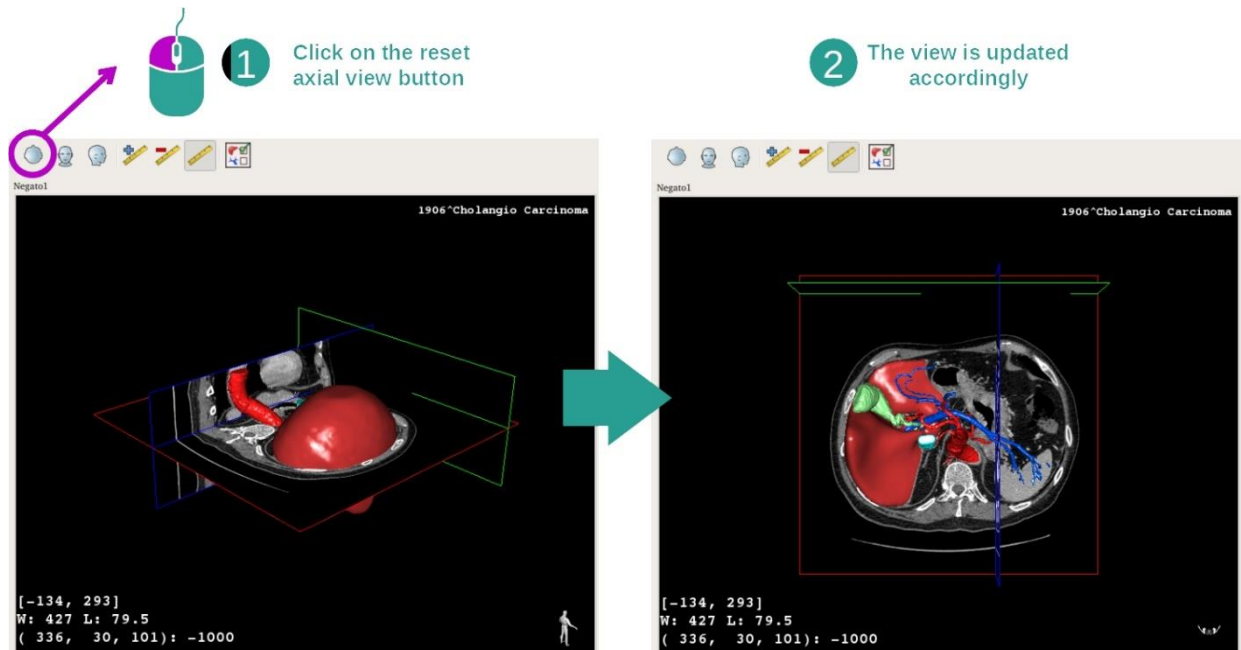 1
Click on the reset
axial view button
2
The view is updated
accordingly
Negato1
1906^Cholangio Carcinoma
[-134, 293]
W: 427 L: 79.5
( 336,  30, 101): -1000
Negato1
1906^Cholangio Carcinoma
[-134, 293]
W: 427 L: 79.5
( 336,  30, 101): -1000